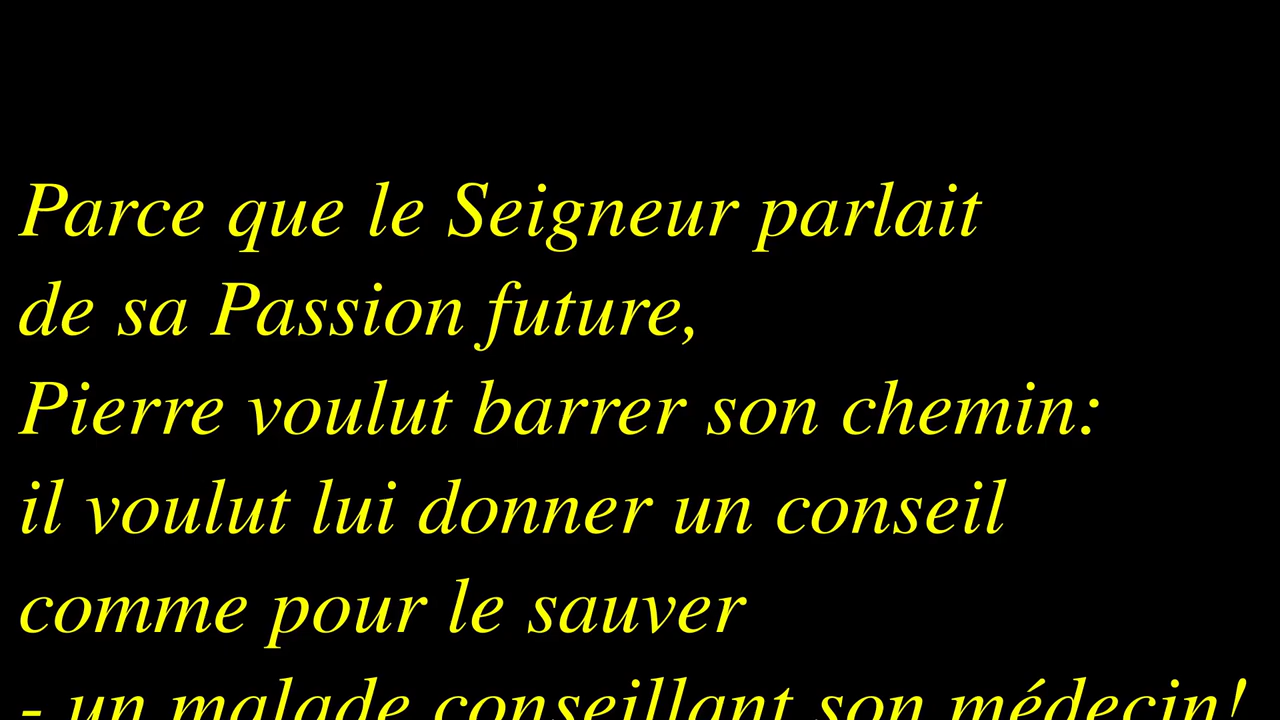 Parce que le Seigneur parlait
de sa Passion future,
Pierre voulut barrer son chemin:
il voulut lui donner un conseil
comme pour le sauver
- un malade conseillant son médecin!